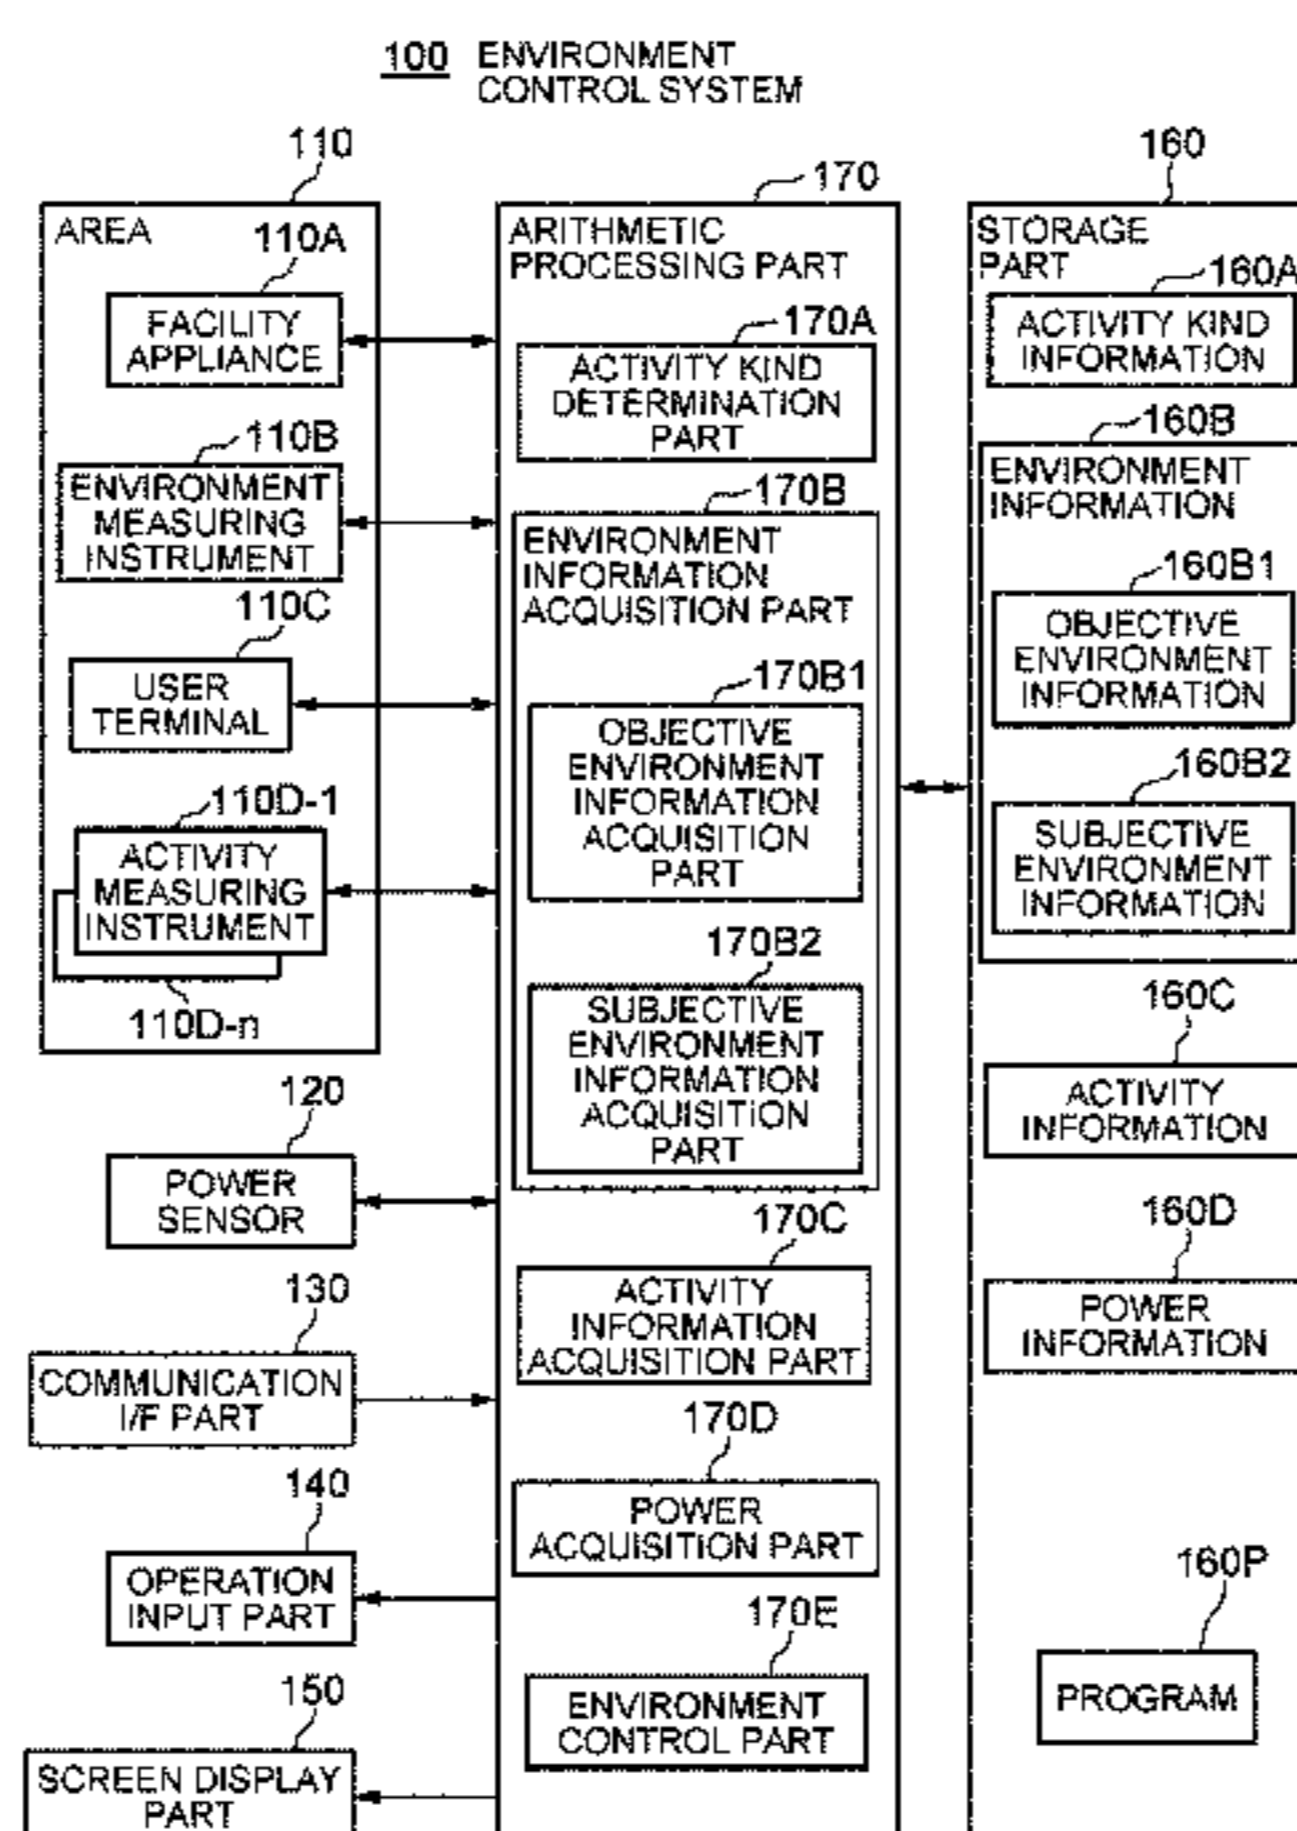 100 ENVIRONMENT
CONTROL SYSTEM
110
AREA
110A
FACILITY
APPLIANCE
110B
ENVIRONMENT
MEASURING
INSTRUMENT
110C
USER
TERMINAL
110D-1
ACTIVITY
MEASURING
INSTRUMENT
110D-n
120
POWER
SENSOR
130
COMMUNICATION
I/F PART
140
OPERATION
INPUT PART
150
SCREEN DISPLAY
PART
170
ARITHMETIC
PROCESSING PART
170A
ACTIVITY KIND
DETERMINATION
PART
170B
ENVIRONMENT
INFORMATION
ACQUISITION PART
170B1
OBJECTIVE
ENVIRONMENT
INFORMATION
ACQUISITION
PART
170B2
SUBJECTIVE
ENVIRONMENT
INFORMATION
ACQUISITION
PART
170C
ACTIVITY
INFORMATION
ACQUISITION PART
170D
POWER
ACQUISITION PART
170E
ENVIRONMENT
CONTROL PART
160
STORAGE
PART
160A
ACTIVITY KIND
INFORMATION
160B
ENVIRONMENT
INFORMATION
160B1
OBJECTIVE
ENVIRONMENT
INFORMATION
160B2
SUBJECTIVE
ENVIRONMENT
INFORMATION
160C
ACTIVITY
INFORMATION
160D
POWER
INFORMATION
160P
PROGRAM